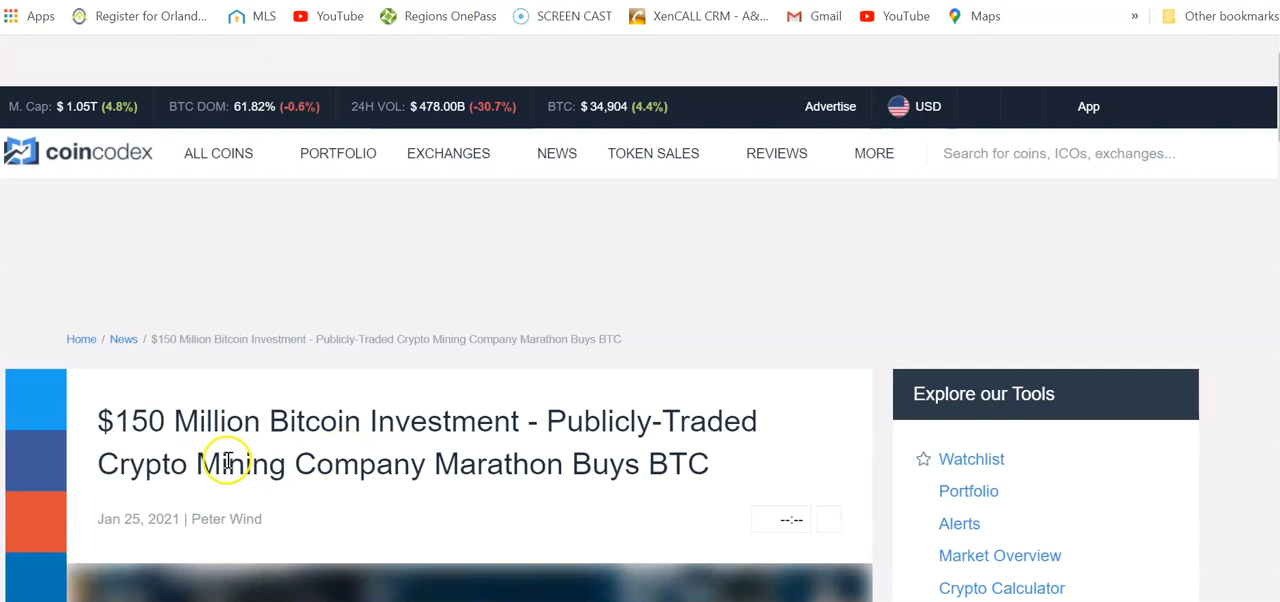 Apps Register for Orland... MLS YouTube Regions OnePass SCREEN CAST XenCALL CRM - A&... Gmail YouTube Maps » Other bookmarks
M. Cap: $ 1.05T (4.8%) BTC DOM: 61.82% (-0.6%) 24H VOL: $ 478.00B (-30.7%) BTC: $ 34,904 (4.4%) Advertise USD App
coincodex ALL COINS PORTFOLIO EXCHANGES NEWS TOKEN SALES REVIEWS MORE Search for coins, ICOs, exchanges...
Home / News / $150 Million Bitcoin Investment - Publicly-Traded Crypto Mining Company Marathon Buys BTC
$150 Million Bitcoin Investment - Publicly-Traded
Crypto Mining Company Marathon Buys BTC
Jan 25, 2021 | Peter Wind
--:--
Explore our Tools
Watchlist
Portfolio
Alerts
Market Overview
Crypto Calculator